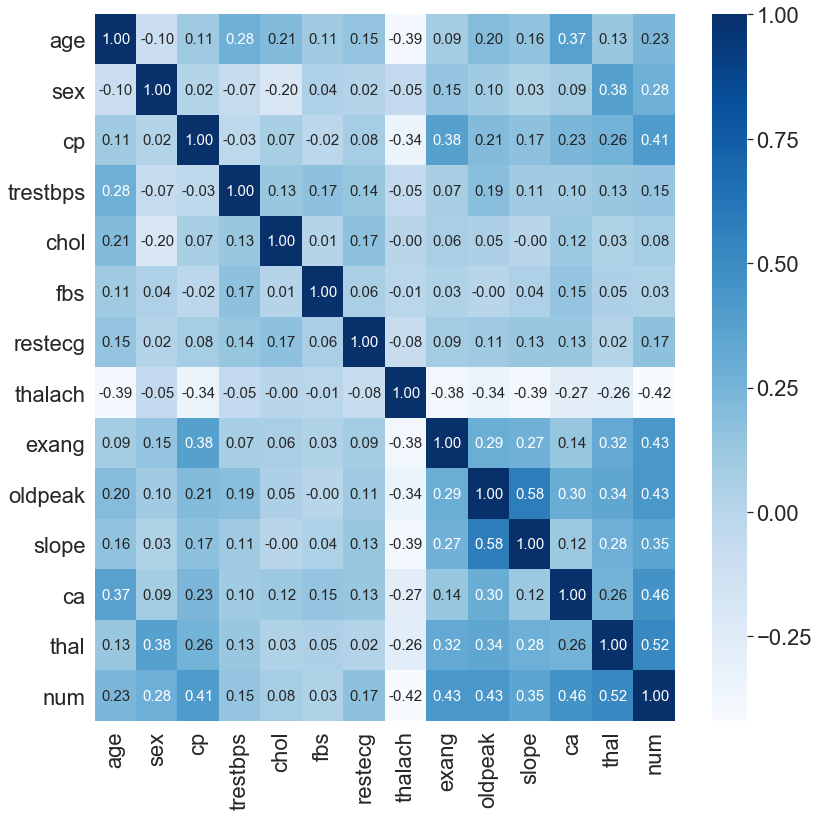 age 1.00 -0.10 0.11 0.28 0.21 0.11 0.15 -0.39 0.09 0.20 0.16 0.37 0.13 0.23
sex -0.10 1.00 0.02 -0.07 -0.20 0.04 0.02 -0.05 0.15 0.10 0.03 0.09 0.38 0.28
cp 0.11 0.02 1.00 -0.03 0.07 -0.02 0.08 -0.34 0.38 0.21 0.17 0.23 0.26 0.41
trestbps 0.28 -0.07 -0.03 1.00 0.13 0.17 0.14 -0.05 0.07 0.19 0.11 0.10 0.13 0.15
chol 0.21 -0.20 0.07 0.13 1.00 0.01 0.17 -0.00 0.06 0.05 -0.00 0.12 0.03 0.08
fbs 0.11 0.04 -0.02 0.17 0.01 1.00 0.06 -0.01 0.03 -0.00 0.04 0.15 0.05 0.03
restecg 0.15 0.02 0.08 0.14 0.17 0.06 1.00 -0.08 0.09 0.11 0.13 0.13 0.02 0.17
thalach -0.39 -0.05 -0.34 -0.05 -0.00 -0.01 -0.08 1.00 -0.38 -0.34 -0.39 -0.27 -0.26 -0.42
exang 0.09 0.15 0.38 0.07 0.06 0.03 0.09 -0.38 1.00 0.29 0.27 0.14 0.32 0.43
oldpeak 0.20 0.10 0.21 0.19 0.05 -0.00 0.11 -0.34 0.29 1.00 0.58 0.30 0.34 0.43
slope 0.16 0.03 0.17 0.11 -0.00 0.04 0.13 -0.39 0.27 0.58 1.00 0.12 0.28 0.35
ca 0.37 0.09 0.23 0.10 0.12 0.15 0.13 -0.27 0.14 0.30 0.12 1.00 0.26 0.46
thal 0.13 0.38 0.26 0.13 0.03 0.05 0.02 -0.26 0.32 0.34 0.28 0.26 1.00 0.52
num 0.23 0.28 0.41 0.15 0.08 0.03 0.17 -0.42 0.43 0.43 0.35 0.46 0.52 1.00
age sex cp trestbps chol fbs restecg thalach exang oldpeak slope ca thal num
1.00
0.75
0.50
0.25
0.00
−0.25